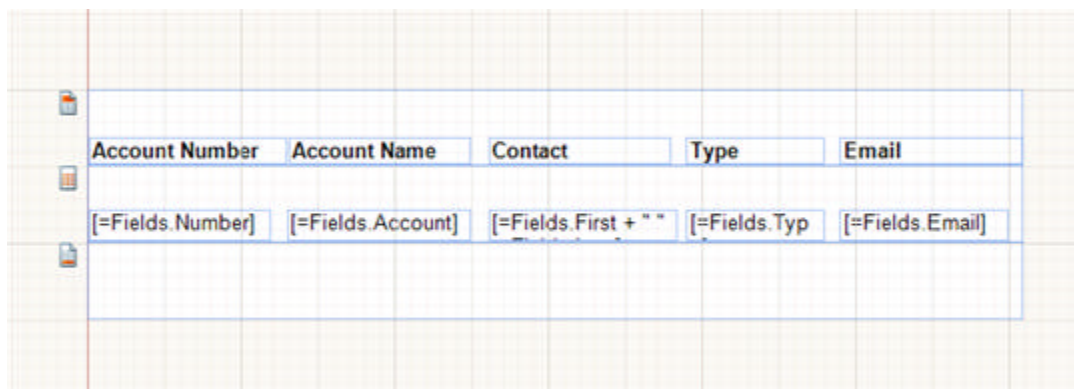 Account Number Account Name Contact Type Email
[=Fields.Number] [=Fields.Account] [=Fields.First + " " [=Fields.Typ [=Fields.Email]